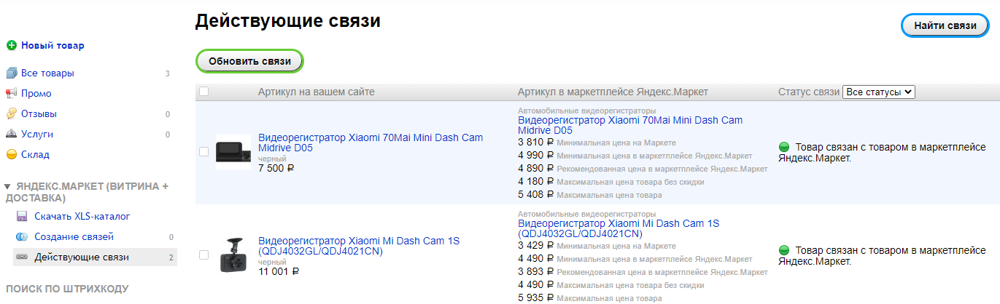 Действующие связи
Найти связи
Новый товар
Обновить связи
Все товары 3
Промо
Отзывы 0
Услуги 0
Склад
ЯНДЕКС.МАРКЕТ (ВИТРИНА +
ДОСТАВКА)
Скачать XLS-каталог
Создание связей 0
Действующие связи 2
ПОИСК ПО ШТРИХКОДУ
Артикул на вашем сайте Артикул в маркетплейсе Яндекс.Маркет Статус связи Все статусы
Видеорегистратор Xiaomi 70Mai Mini Dash Cam
Midrive D05
черный
7 500 ₽
Автомобильные видеорегистраторы
Видеорегистратор Xiaomi 70Mai Mini Dash Cam
Midrive D05
3 810 ₽ Минимальная цена на Маркете
4 990 ₽ Минимальная цена в маркетплейсе Яндекс.Маркет
4 890 ₽ Рекомендованная цена в маркетплейсе Яндекс.Маркет
4 180 ₽ Максимальная цена товара без скидки
5 408 ₽ Максимальная цена товара
Товар связан с товаром в маркетплейсе
Яндекс.Маркет.
Видеорегистратор Xiaomi Mi Dash Cam 1S
(QDJ4032GL/QDJ4021CN)
черный
11 001 ₽
Автомобильные видеорегистраторы
Видеорегистратор Xiaomi Mi Dash Cam 1S
(QDJ4032GL/QDJ4021CN)
3 429 ₽ Минимальная цена на Маркете
4 490 ₽ Минимальная цена в маркетплейсе Яндекс.Маркет
3 893 ₽ Рекомендованная цена в маркетплейсе Яндекс.Маркет
4 490 ₽ Максимальная цена товара без скидки
5 935 ₽ Максимальная цена товара
Товар связан с товаром в маркетплейсе
Яндекс.Маркет.